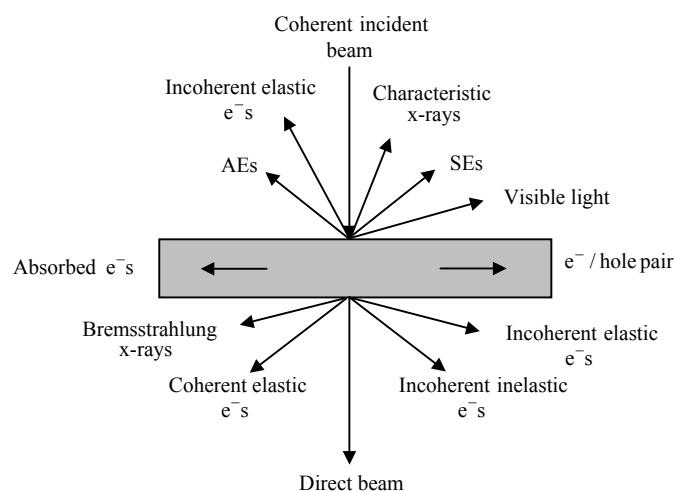 Coherent incident
beam
Incoherent elastic
e⁻s
Characteristic
x-rays
AEs
SEs
Visible light
Absorbed e⁻s
e⁻ / hole pair
Bremsstrahlung
x-rays
Incoherent elastic
e⁻s
Coherent elastic
e⁻s
Incoherent inelastic
e⁻s
Direct beam